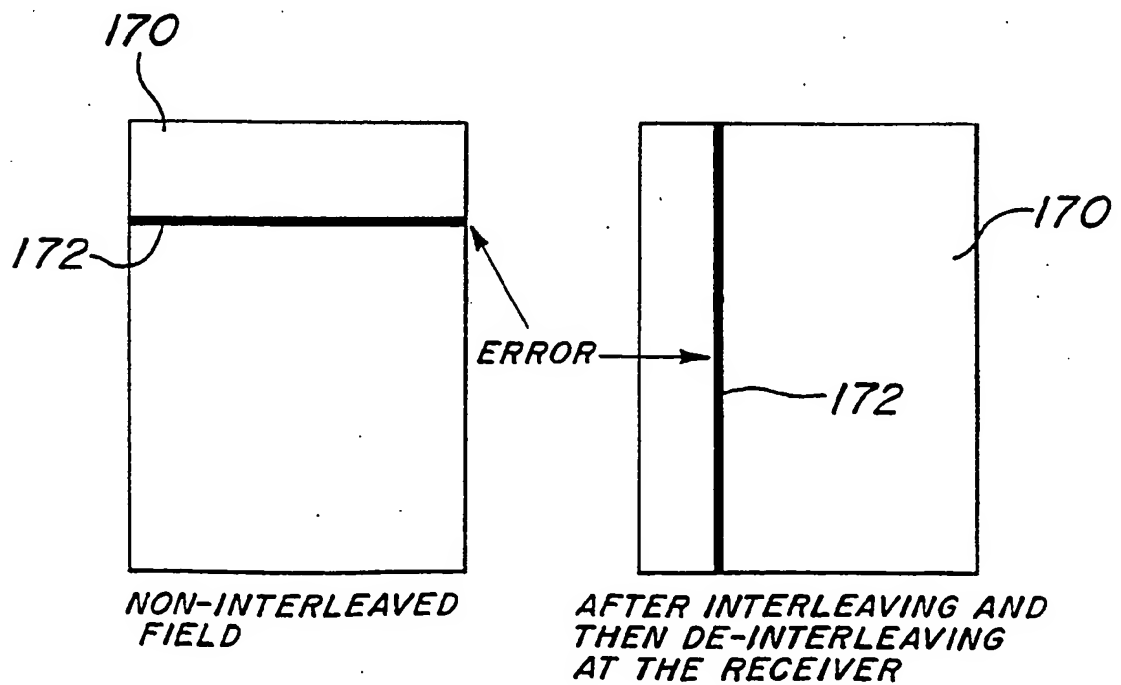 170
172
ERROR
170
172
NON-INTERLEAVED
FIELD
AFTER INTERLEAVING AND
THEN DE-INTERLEAVING
AT THE RECEIVER